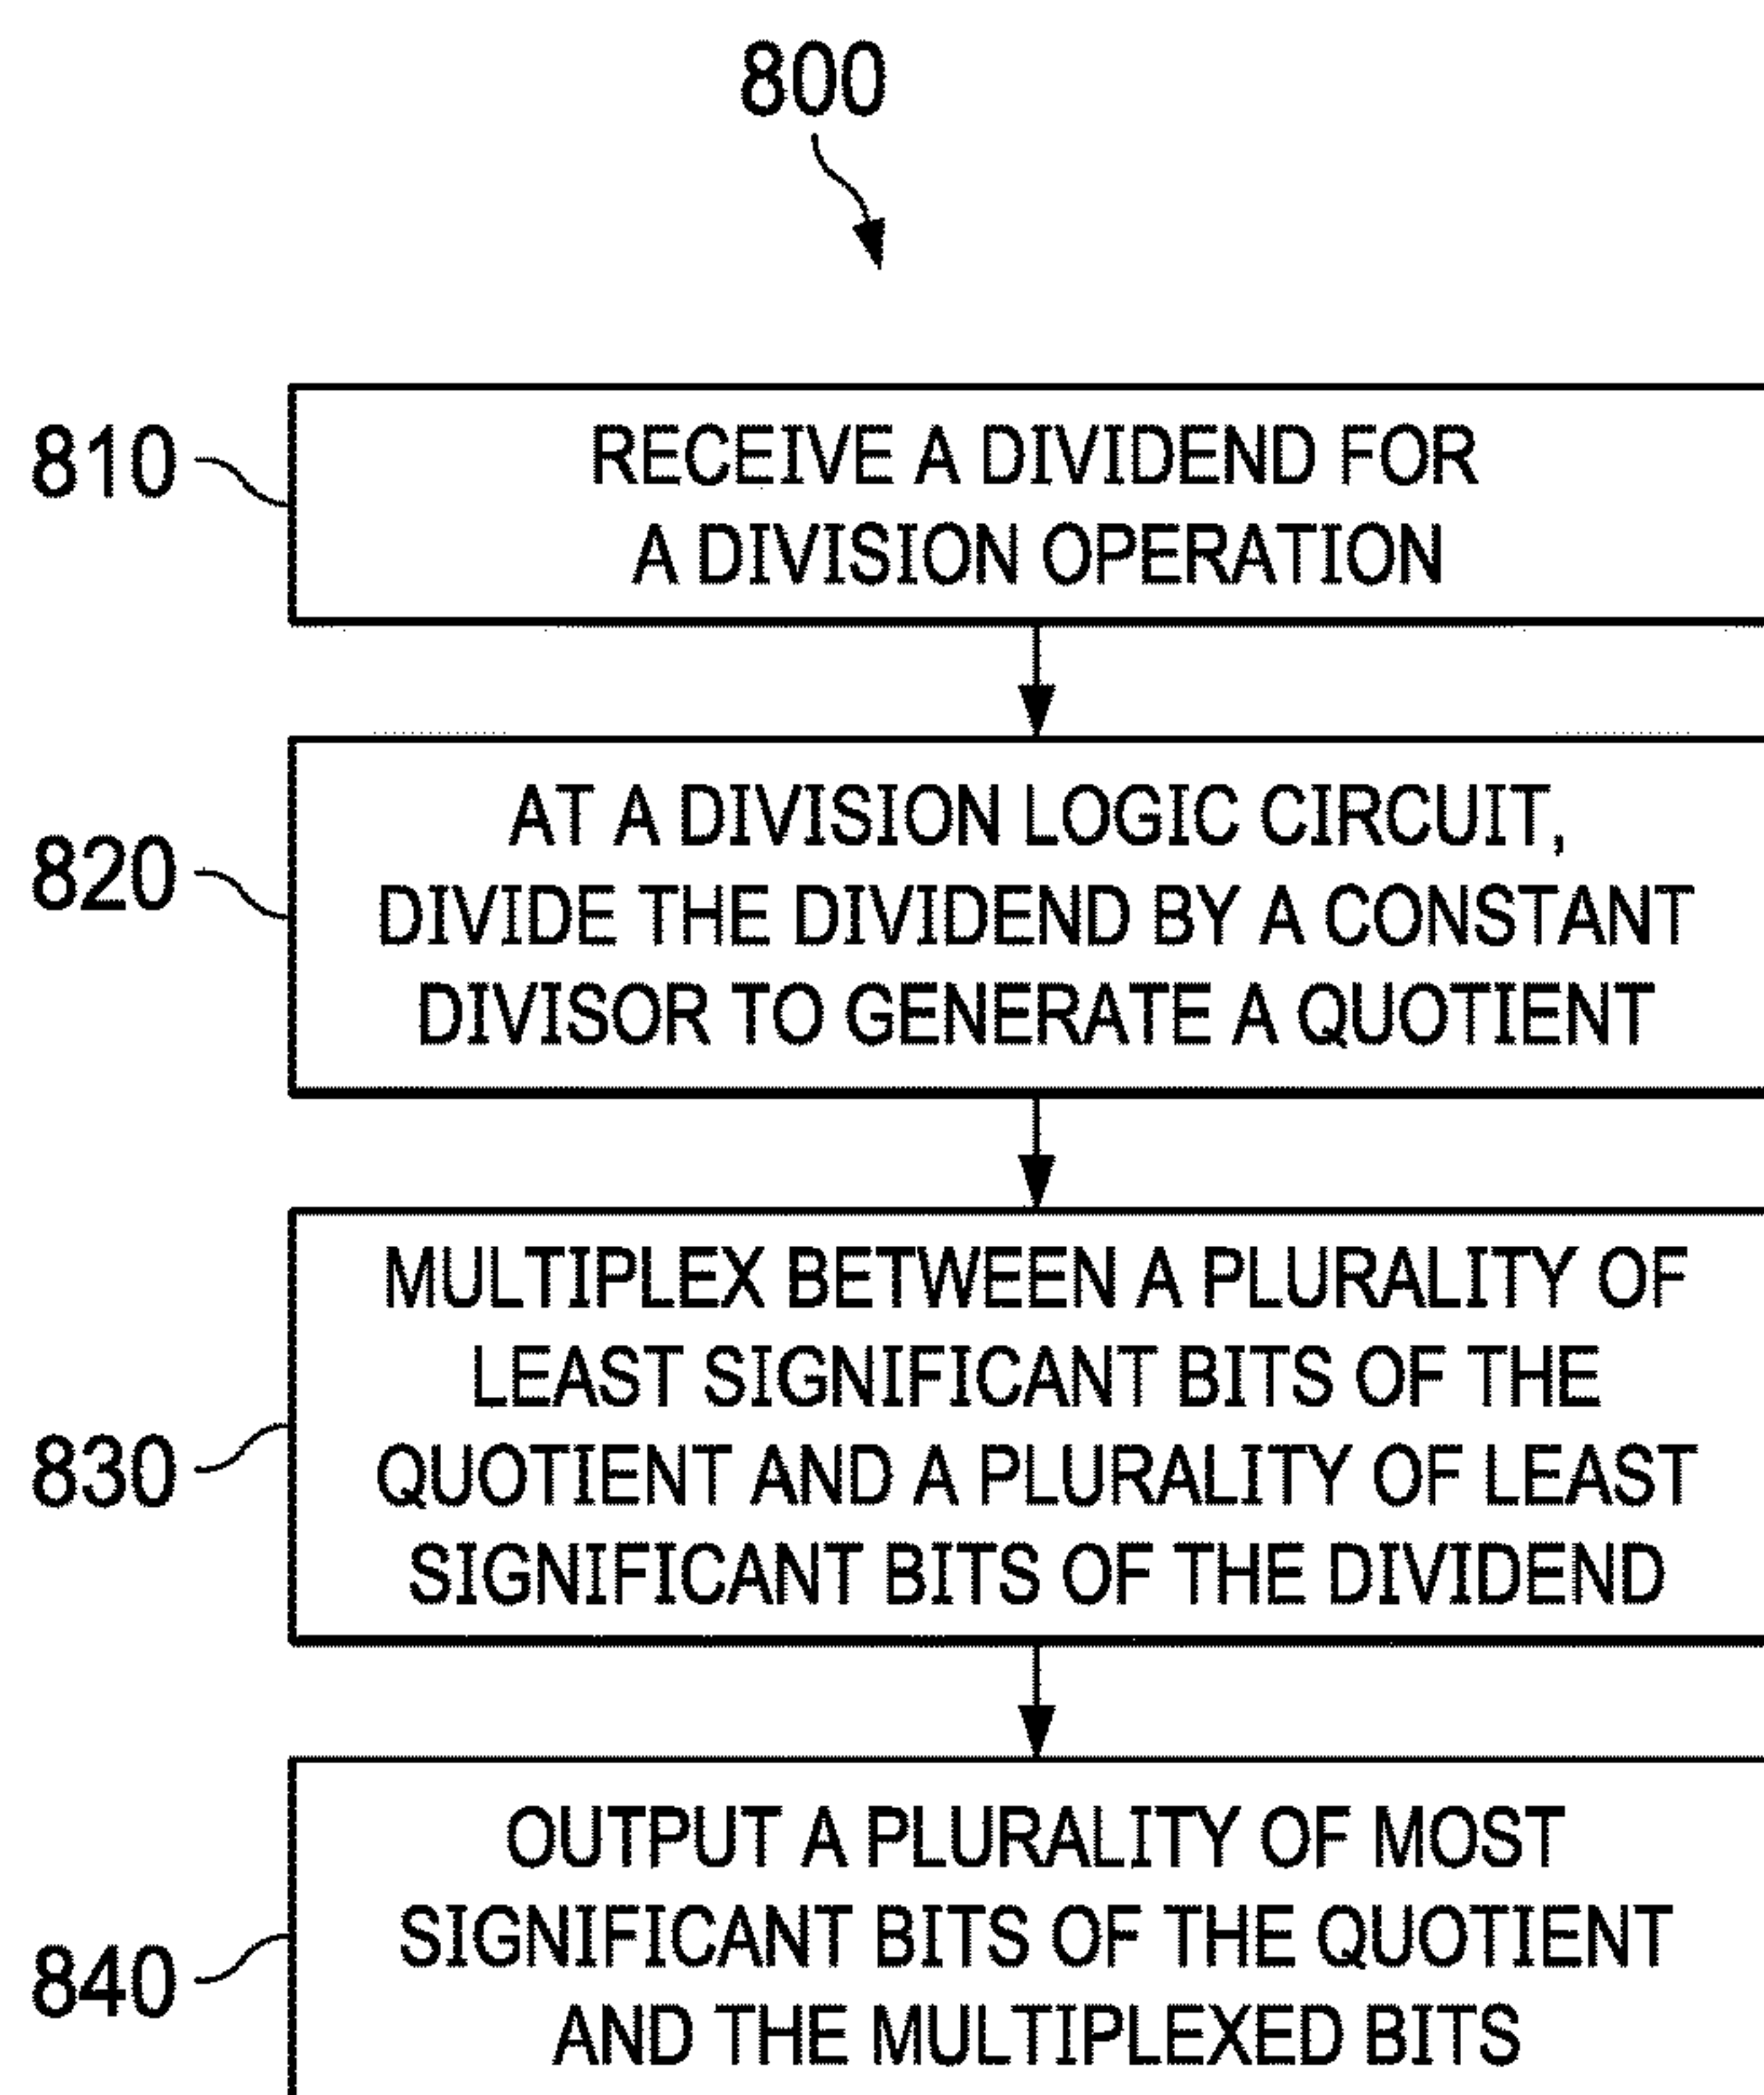 800
810
RECEIVE A DIVIDEND FOR
A DIVISION OPERATION
820
AT A DIVISION LOGIC CIRCUIT,
DIVIDE THE DIVIDEND BY A CONSTANT
DIVISOR TO GENERATE A QUOTIENT
830
MULTIPLEX BETWEEN A PLURALITY OF
LEAST SIGNIFICANT BITS OF THE
QUOTIENT AND A PLURALITY OF LEAST
SIGNIFICANT BITS OF THE DIVIDEND
840
OUTPUT A PLURALITY OF MOST
SIGNIFICANT BITS OF THE QUOTIENT
AND THE MULTIPLEXED BITS